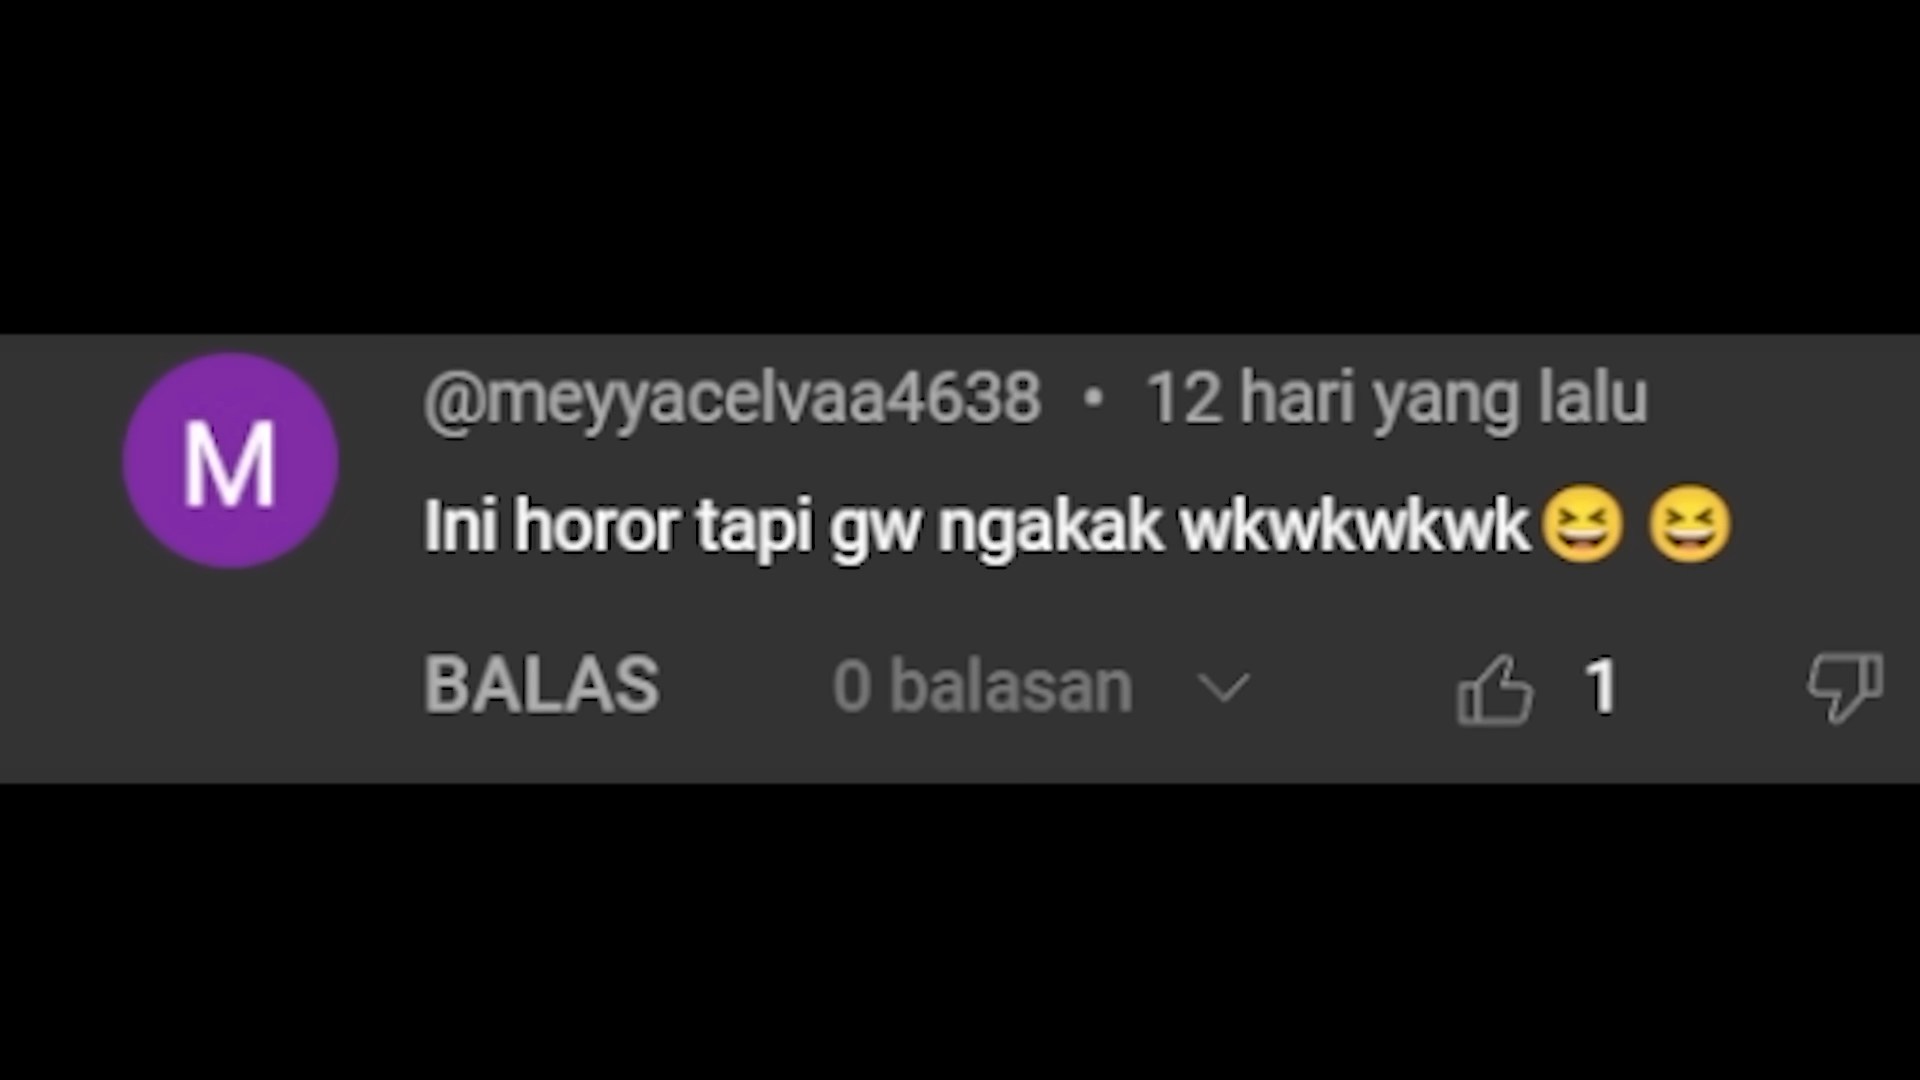 M
@meyyacelvaa4638 • 12 hari yang lalu
Ini horor tapi gw ngakak wkwkwkwk😆😆
BALAS 0 balasan 1